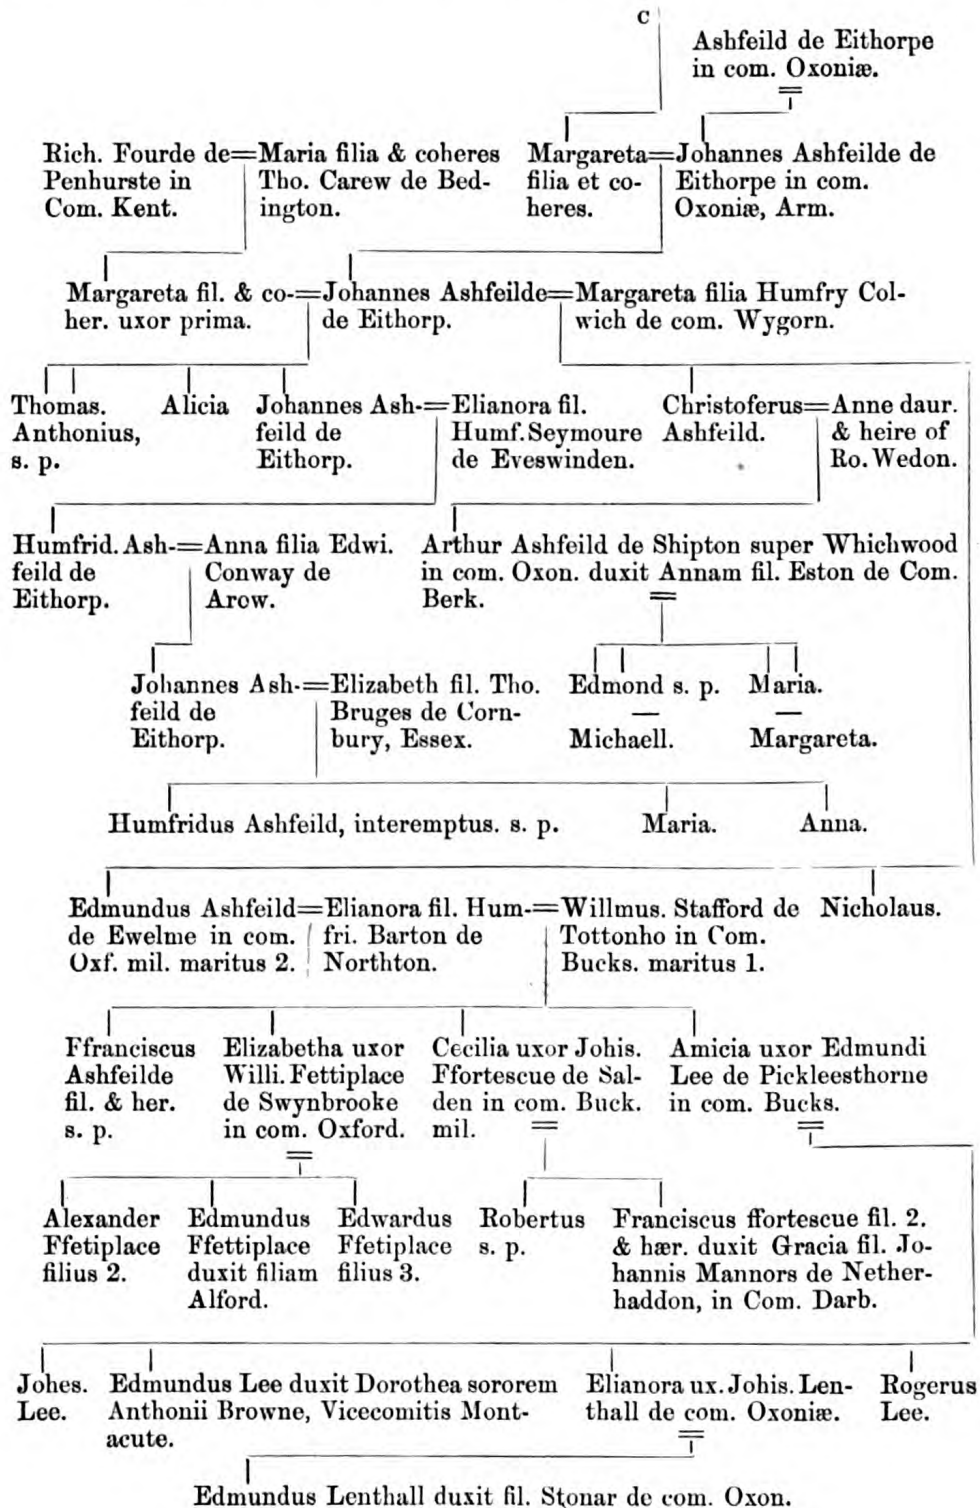 C
Ashfeild de Eithorpe
in com. Oxoniæ.
Rich. Fourde de=Maria filia & coheres
Penhurste in
Com. Kent.
Tho. Carew de Bed-
ington.
Margareta=Johannes Ashfeilde de
filia et co-
heres.
Eithorpe in com.
Oxoniæ, Arm.
Margareta fil. & co-=Johannes Ashfeilde=Margareta filia Humfry Col-
her. uxor prima.
de Eithorp.
wich de com. Wygorn.
Thomas.
Anthonius,
s. p.
Alicia
Johannes Ash-=Elianora fil.
feild de
Eithorp.
Humf. Seymoure
de Eveswinden.
Christoferus=Anne daur.
Ashfeild.
& heire of
Ro. Wedon.
Humfrid. Ash-=Anna filia Edwi.
feild de
Eithorp.
Conway de
Arow.
Arthur Ashfeild de Shipton super Whichwood
in com. Oxon. duxit Annam fil. Eston de Com.
Berk.
Johannes Ash-=Elizabeth fil. Tho.
feild de
Eithorp.
Bruges de Corn-
bury, Essex.
Edmond s. p.
—
Michaell.
Maria.
—
Margareta.
Humfridus Ashfeild, interemptus. s. p.
Maria.
Anna.
Edmundus Ashfeild=Elianora fil. Hum-=Willmus. Stafford de
de Ewelme in com.
Oxf. mil. maritus 2.
fri. Barton de
Northton.
Tottonho in Com.
Bucks. maritus 1.
Nicholaus.
Ffranciscus
Ashfeilde
fil. & her.
s. p.
Elizabetha uxor
Willi. Fettiplace
de Swynbrooke
in com. Oxford.
Cecilia uxor Johis.
Ffortescue de Sal-
den in com. Buck.
mil.
Amicia uxor Edmundi
Lee de Pickleesthorne
in com. Bucks.
Alexander
Ffetiplace
filius 2.
Edmundus
Ffettiplace
duxit filiam
Alford.
Edwardus
Ffetiplace
filius 3.
Robertus
s. p.
Franciscus ffortescue fil. 2.
& hær. duxit Gracia fil. Jo-
hannis Mannors de Nether-
haddon, in Com. Darb.
Johes.
Lee.
Edmundus Lee duxit Dorothea sororem
Anthonii Browne, Vicecomitis Mont-
acute.
Elianora ux. Johis. Len-
thall de com. Oxoniæ.
Rogerus
Lee.
Edmundus Lenthall duxit fil. Stonar de com. Oxon.